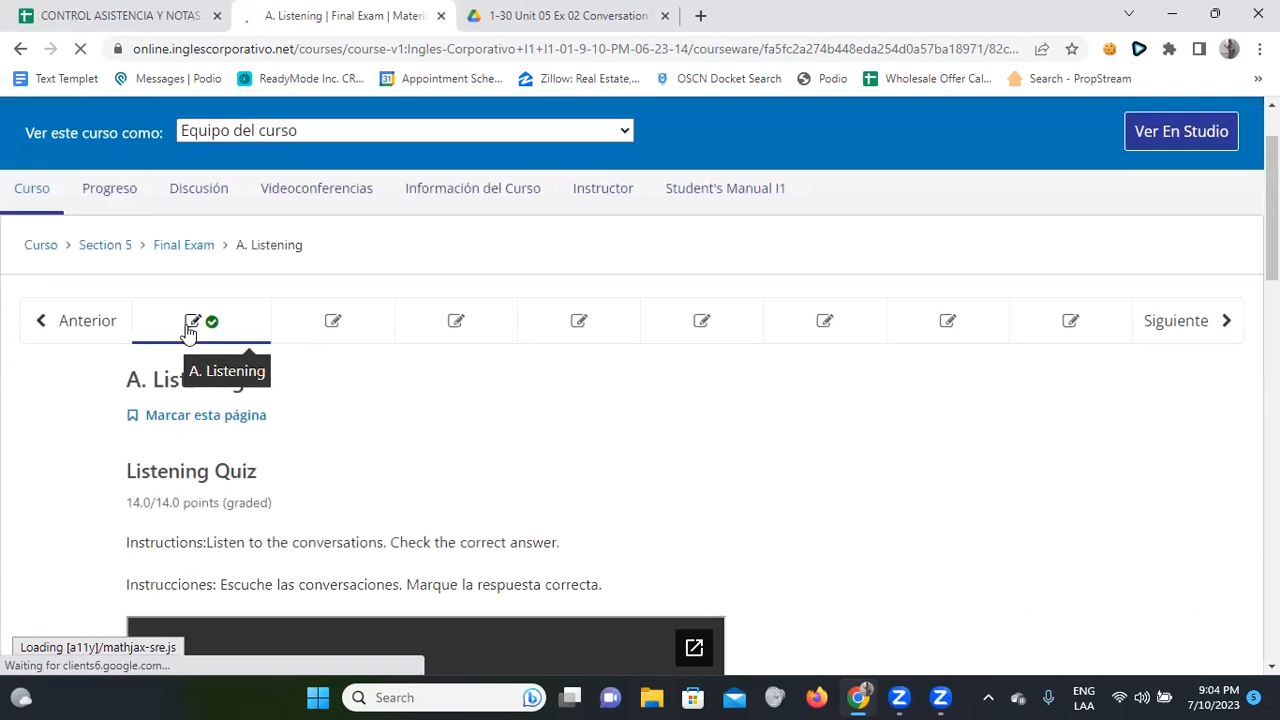 CONTROL ASISTENCIA Y NOTAS
A. Listening | Final Exam | Mater
1-30 Unit 05 Ex 02 Conversation
online.inglescorporativo.net/courses/course-v1:Ingles-Corporativo+I1+I1-01-9-10-PM-06-23-14/courseware/fa5fc2a274b448eda254d0a57ba18971/82c...
Text Templet
Messages | Podio
ReadyMode Inc. CR...
Appointment Sche...
Zillow: Real Estate,...
OSCN Docket Search
Podio
Wholesale Offer Cal...
Search - PropStream
»
Ver este curso como:
Equipo del curso
Ver En Studio
Curso
Progreso
Discusión
Videoconferencias
Información del Curso
Instructor
Student's Manual I1
Curso > Section 5 > Final Exam > A. Listening
Anterior
Siguiente
A. Listening
A. Lis
Marcar esta página
Listening Quiz
14.0/14.0 points (graded)
Instructions:Listen to the conversations. Check the correct answer.
Instrucciones: Escuche las conversaciones. Marque la respuesta correcta.
Loading [a11y]/mathjax-sre.js
Waiting for clients6.google.com...
Search
ENG
LAA
9:04 PM
7/10/2023
5